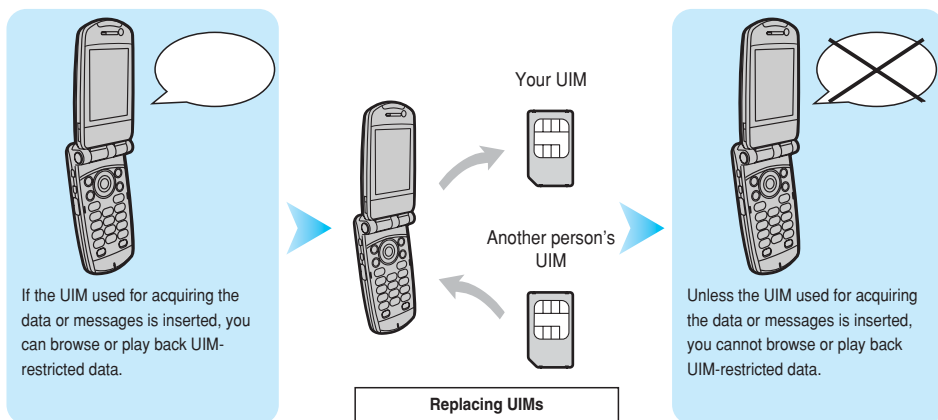 If the UIM used for acquiring the
data or messages is inserted, you
can browse or play back UIM-
restricted data.
Your UIM
Another person's
UIM
Replacing UIMs
Unless the UIM used for acquiring
the data or messages is inserted,
you cannot browse or play back
UIM-restricted data.